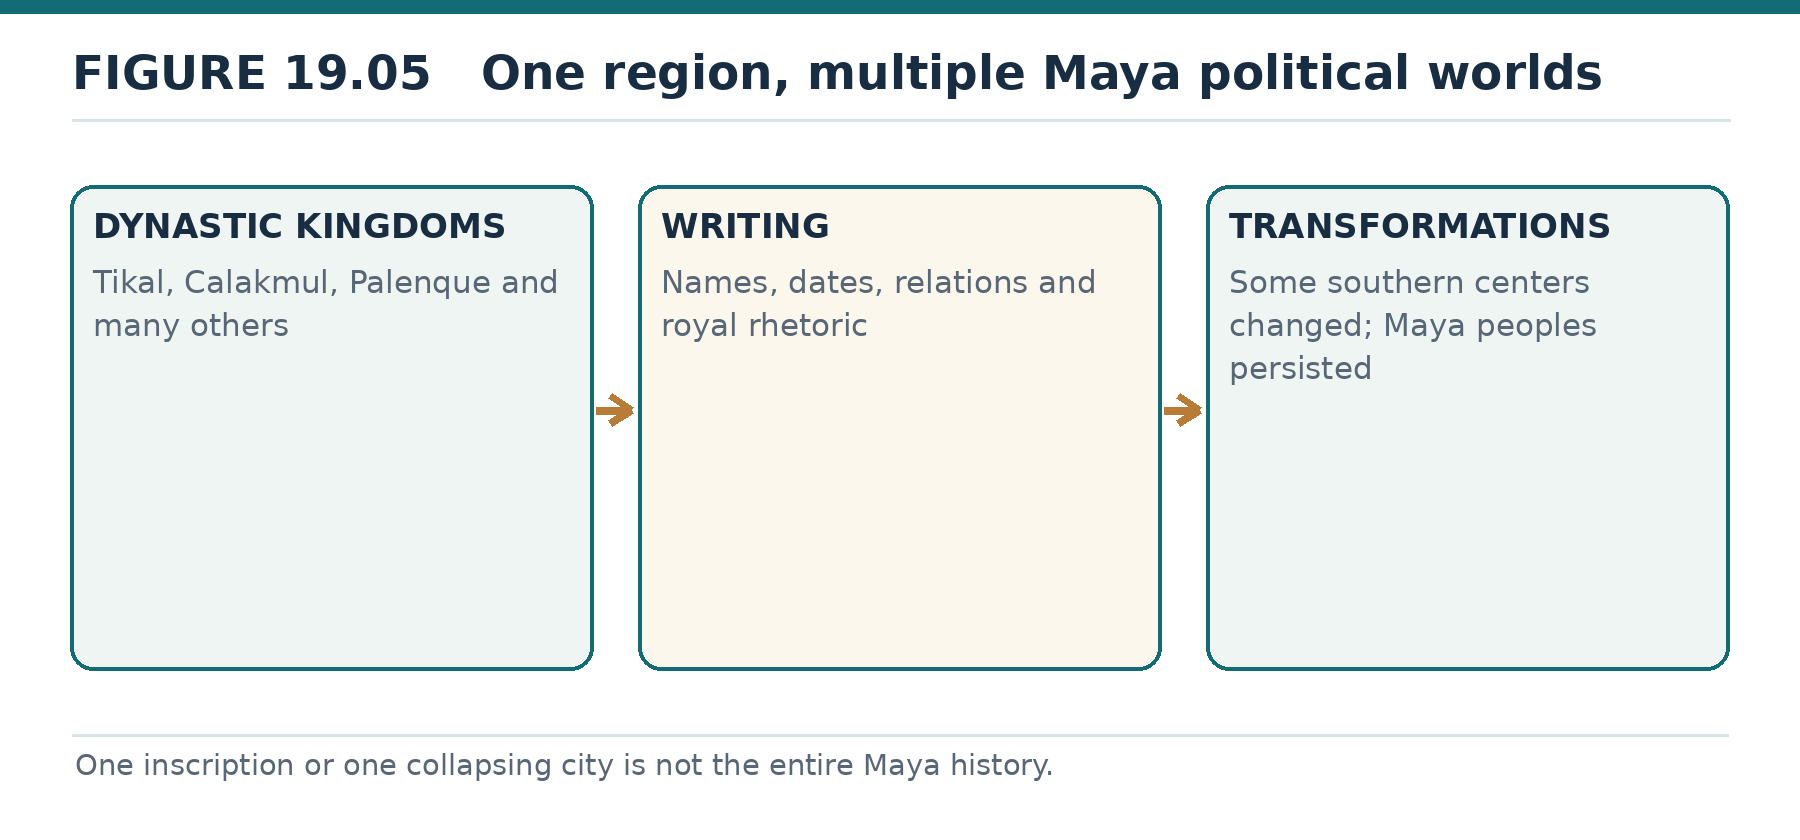 FIGURE 19.05 One region, multiple Maya political worlds
DYNASTIC KINGDOMS
Tikal, Calakmul, Palenque and
many others
WRITING
Names, dates, relations and
royal rhetoric
TRANSFORMATIONS
Some southern centers
changed; Maya peoples
persisted
One inscription or one collapsing city is not the entire Maya history.